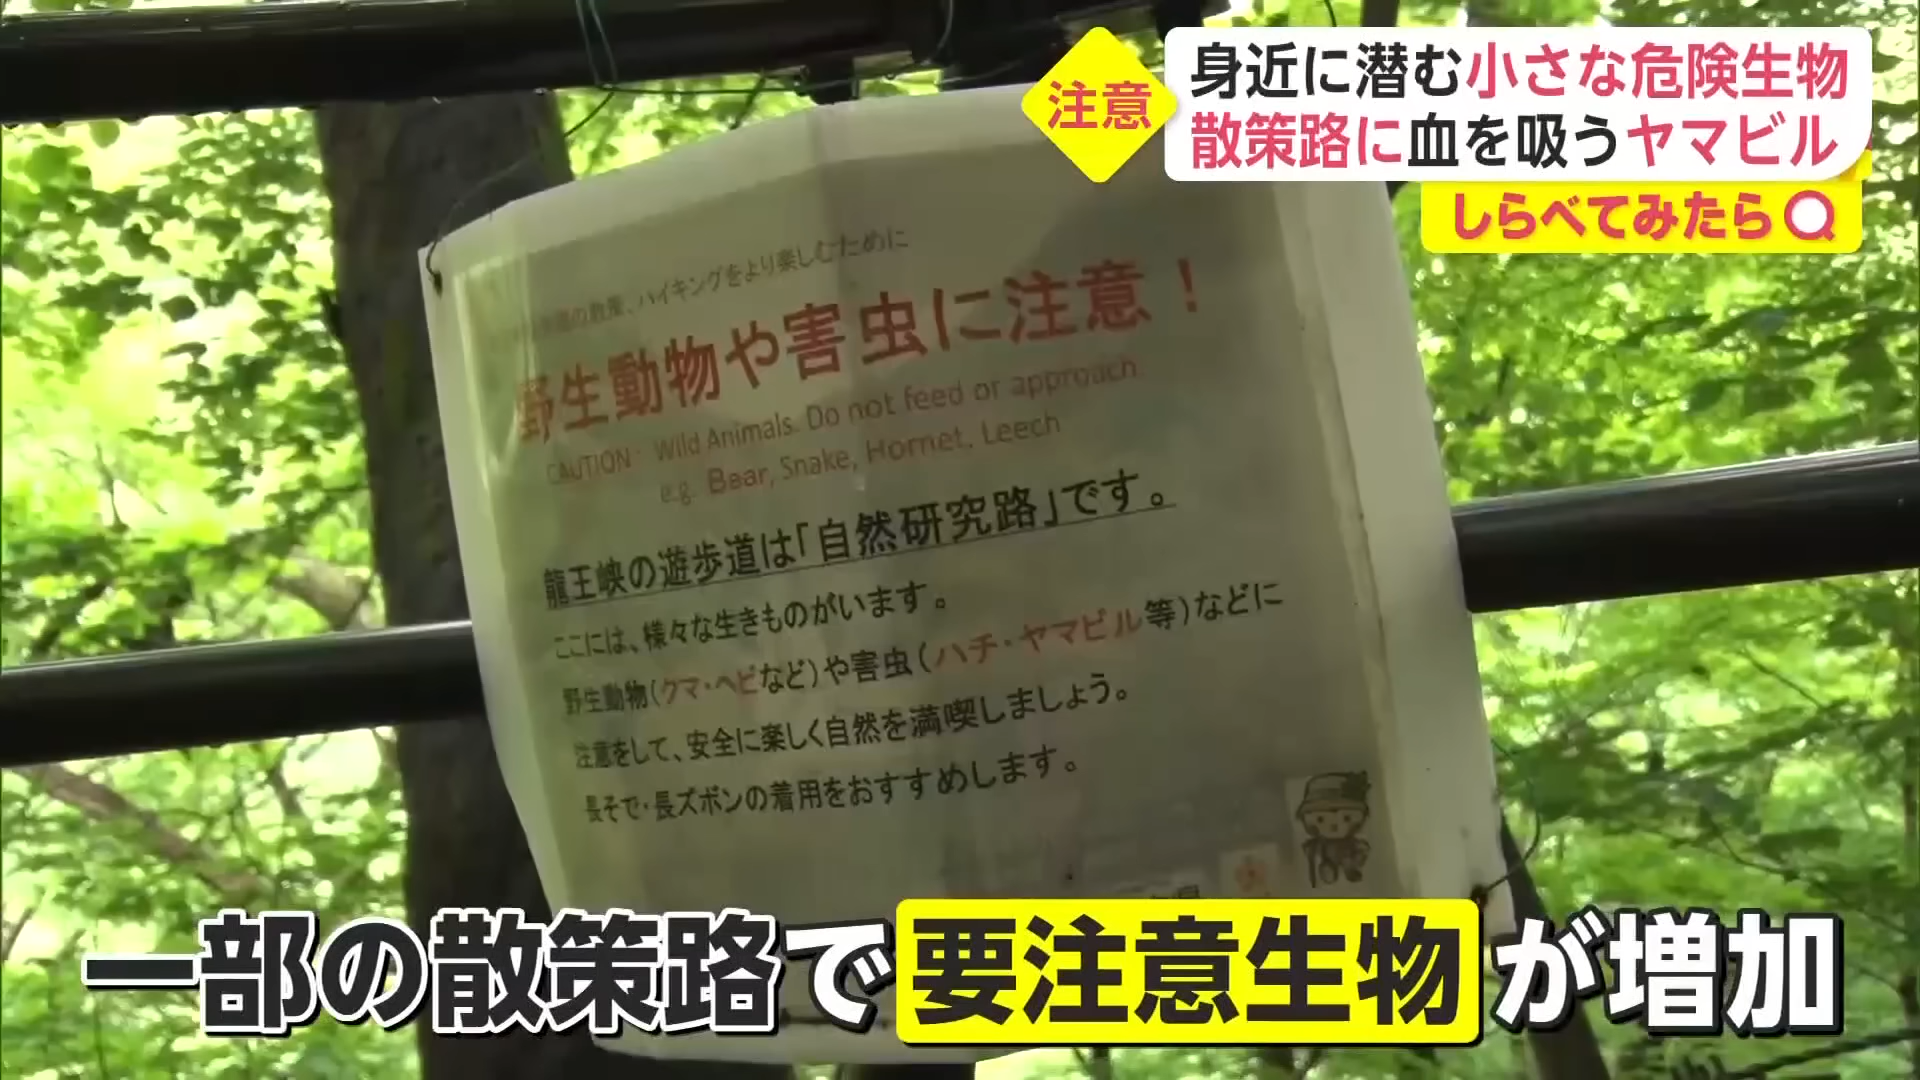 注意
身近に潜む小さな危険生物
散策路に血を吸うヤマビル
しらべてみたら
の散策、ハイキングをより楽しむために
野生動物や害虫に注意！
CAUTION : Wild Animals. Do not feed or approach
e.g. Bear, Snake, Hornet, Leech
龍王峡の遊歩道は「自然研究路」です。
ここには、様々な生きものがいます。
野生動物(クマ・ヘビなど)や害虫(ハチ・ヤマビル等)などに
注意をして、安全に楽しく自然を満喫しましょう。
長そで・長ズボンの着用をおすすめします。
一部の散策路で要注意生物が増加